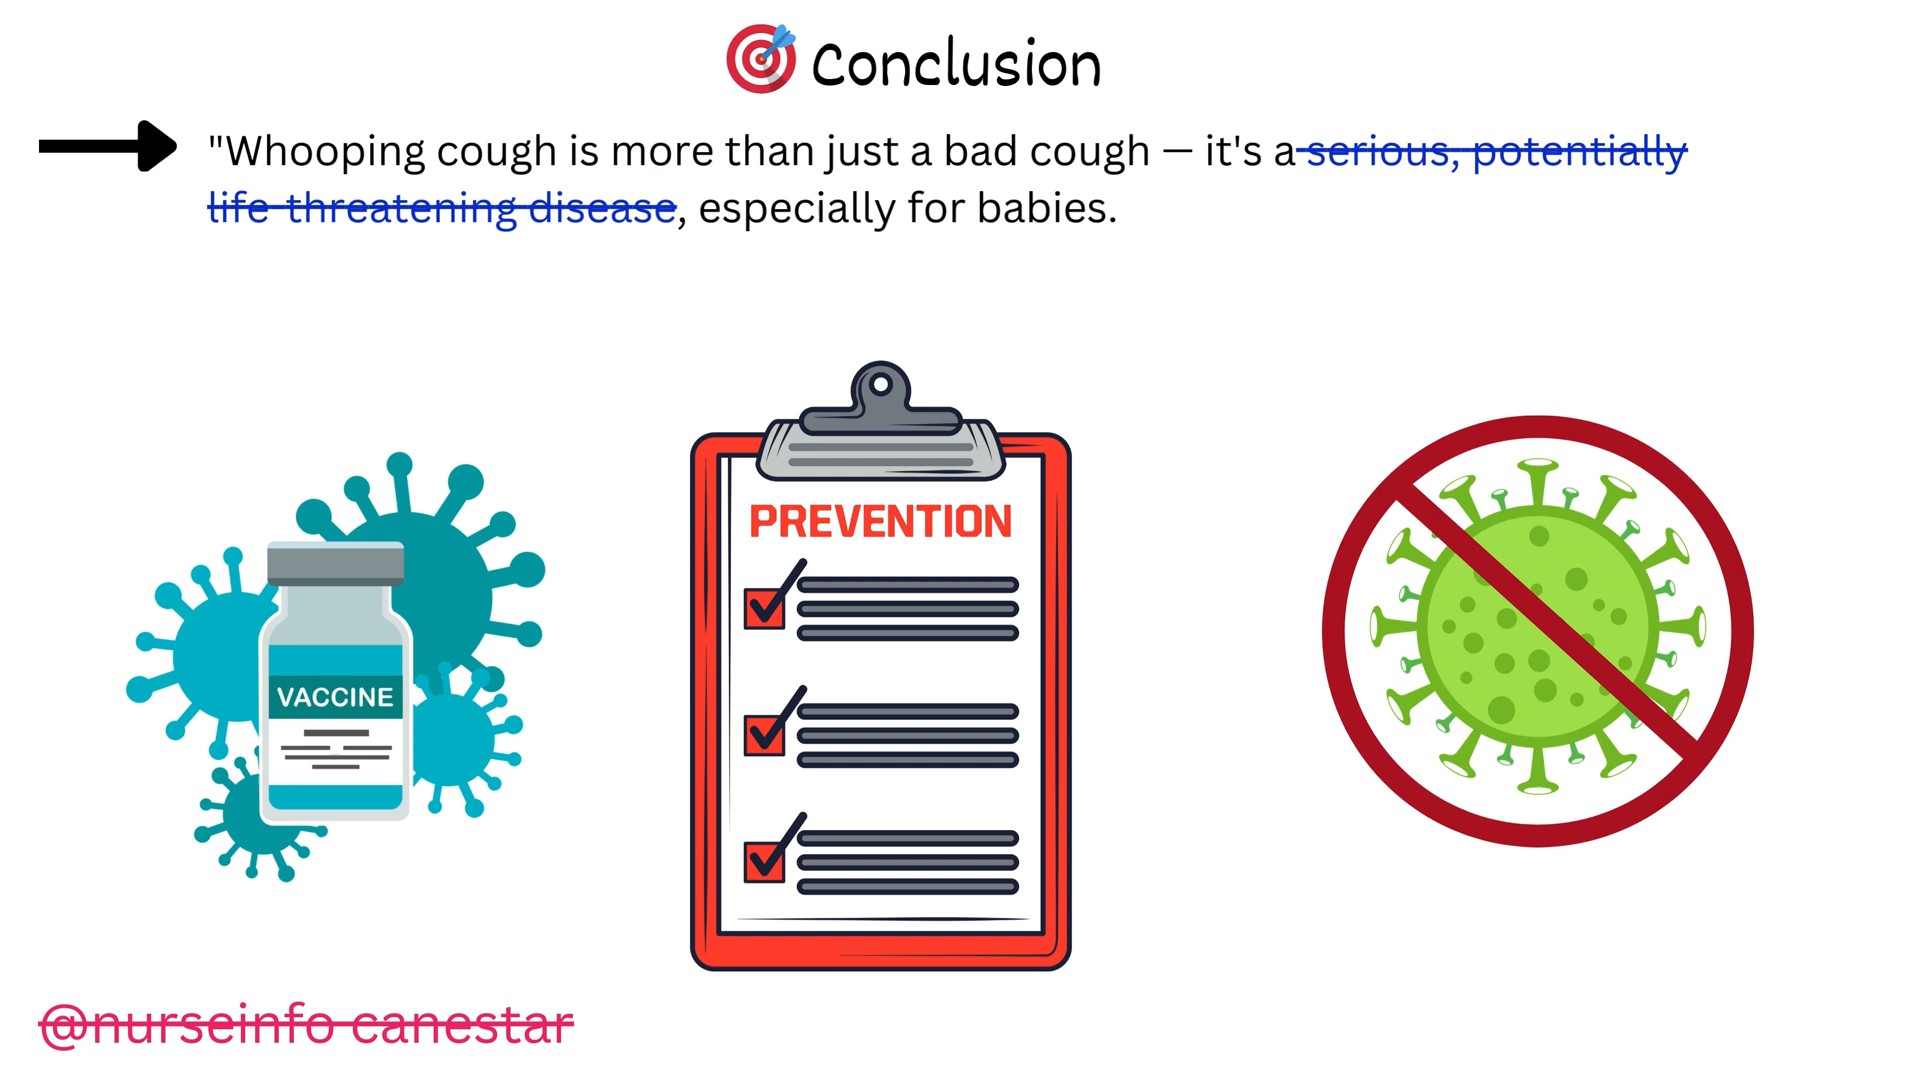 Conclusion
"Whooping cough is more than just a bad cough — it's a serious, potentially
life-threatening disease, especially for babies.
PREVENTION
VACCINE
@nurseinfo canestar